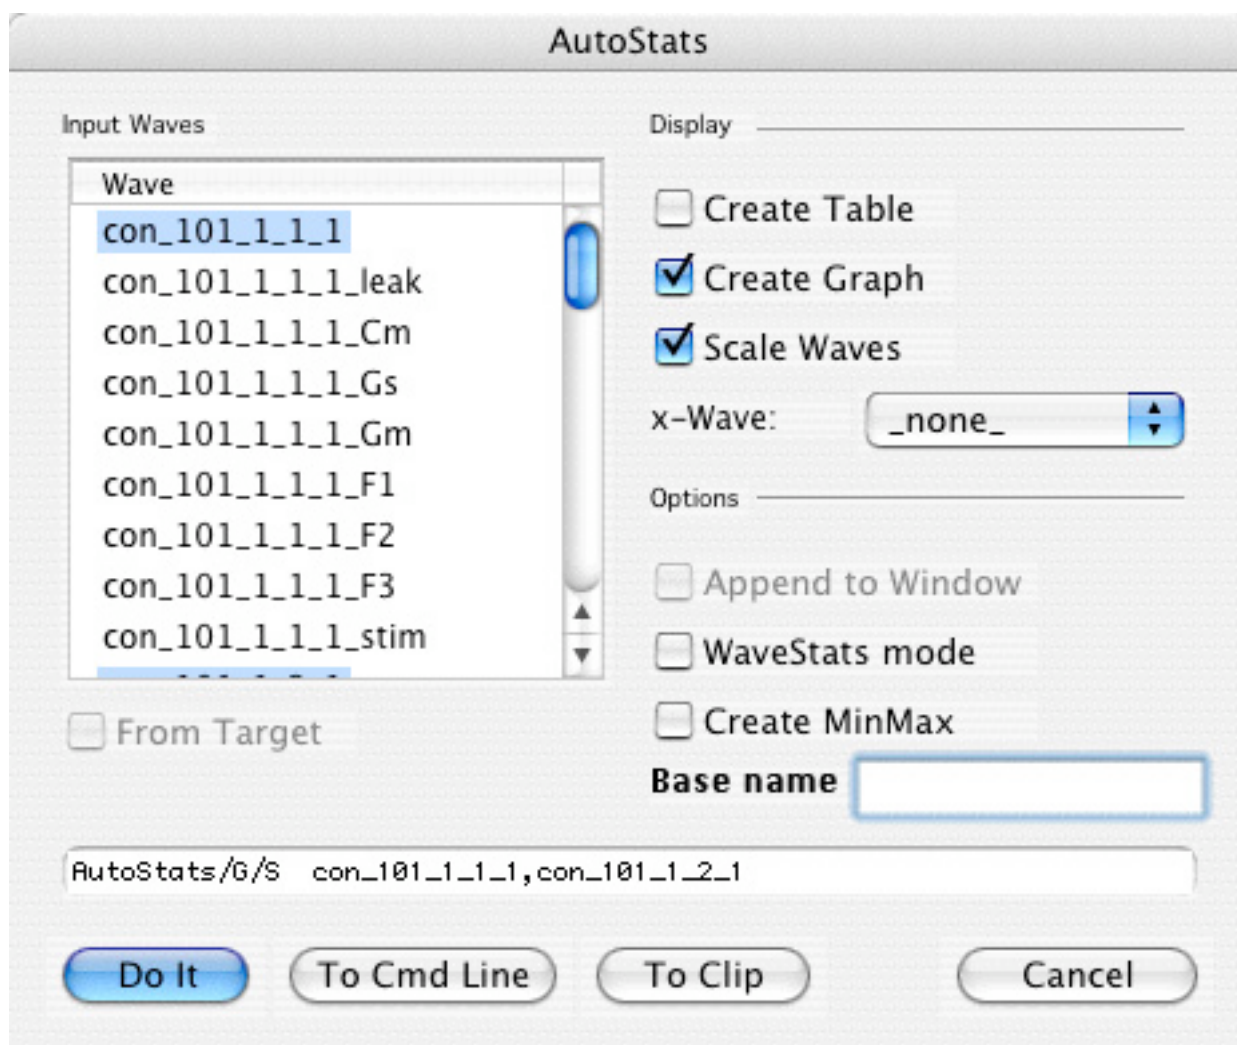 AutoStats
Input Waves
Wave
con_101_1_1_1
con_101_1_1_1_leak
con_101_1_1_1_Cm
con_101_1_1_1_Gs
con_101_1_1_1_Gm
con_101_1_1_1_F1
con_101_1_1_1_F2
con_101_1_1_1_F3
con_101_1_1_1_stim
From Target
Display
Create Table
Create Graph
Scale Waves
x-Wave:
_none_
Options
Append to Window
WaveStats mode
Create MinMax
Base name
AutoStats/G/S con_101_1_1_1,con_101_1_2_1
Do It
To Cmd Line
To Clip
Cancel